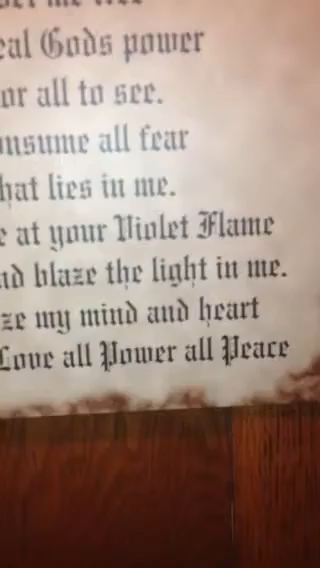 eal Gods power
or all to see.
onsume all fear
hat lies in me.
e at your Violet Flame
nd blaze the light in me.
ze my mind and heart
Love all Power all Peace